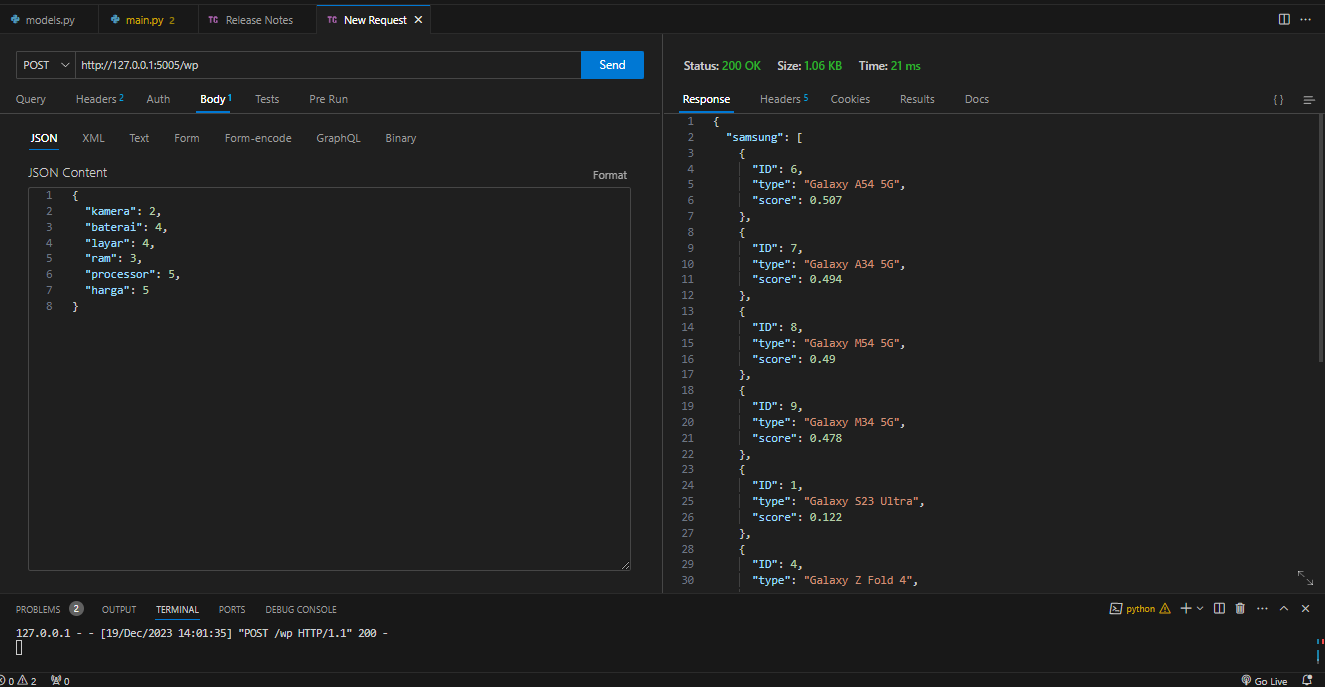 models.py main.py 2 TC Release Notes TC New Request
POST http://127.0.0.1:5005/wp Send
Query Headers 2 Auth Body 1 Tests Pre Run
JSON XML Text Form Form-encode GraphQL Binary
JSON Content Format
1 {
2 "kamera": 2,
3 "baterai": 4,
4 "layar": 4,
5 "ram": 3,
6 "processor": 5,
7 "harga": 5
8 }
Status: 200 OK Size: 1.06 KB Time: 21 ms
Response Headers 5 Cookies Results Docs { }
1 {
2 "samsung": [
3 {
4 "ID": 6,
5 "type": "Galaxy A54 5G",
6 "score": 0.507
7 },
8 {
9 "ID": 7,
10 "type": "Galaxy A34 5G",
11 "score": 0.494
12 },
13 {
14 "ID": 8,
15 "type": "Galaxy M54 5G",
16 "score": 0.49
17 },
18 {
19 "ID": 9,
20 "type": "Galaxy M34 5G",
21 "score": 0.478
22 },
23 {
24 "ID": 1,
25 "type": "Galaxy S23 Ultra",
26 "score": 0.122
27 },
28 {
29 "ID": 4,
30 "type": "Galaxy Z Fold 4",
PROBLEMS 2 OUTPUT TERMINAL PORTS DEBUG CONSOLE python
127.0.0.1 - - [19/Dec/2023 14:01:35] "POST /wp HTTP/1.1" 200 -
0 2 0 Go Live